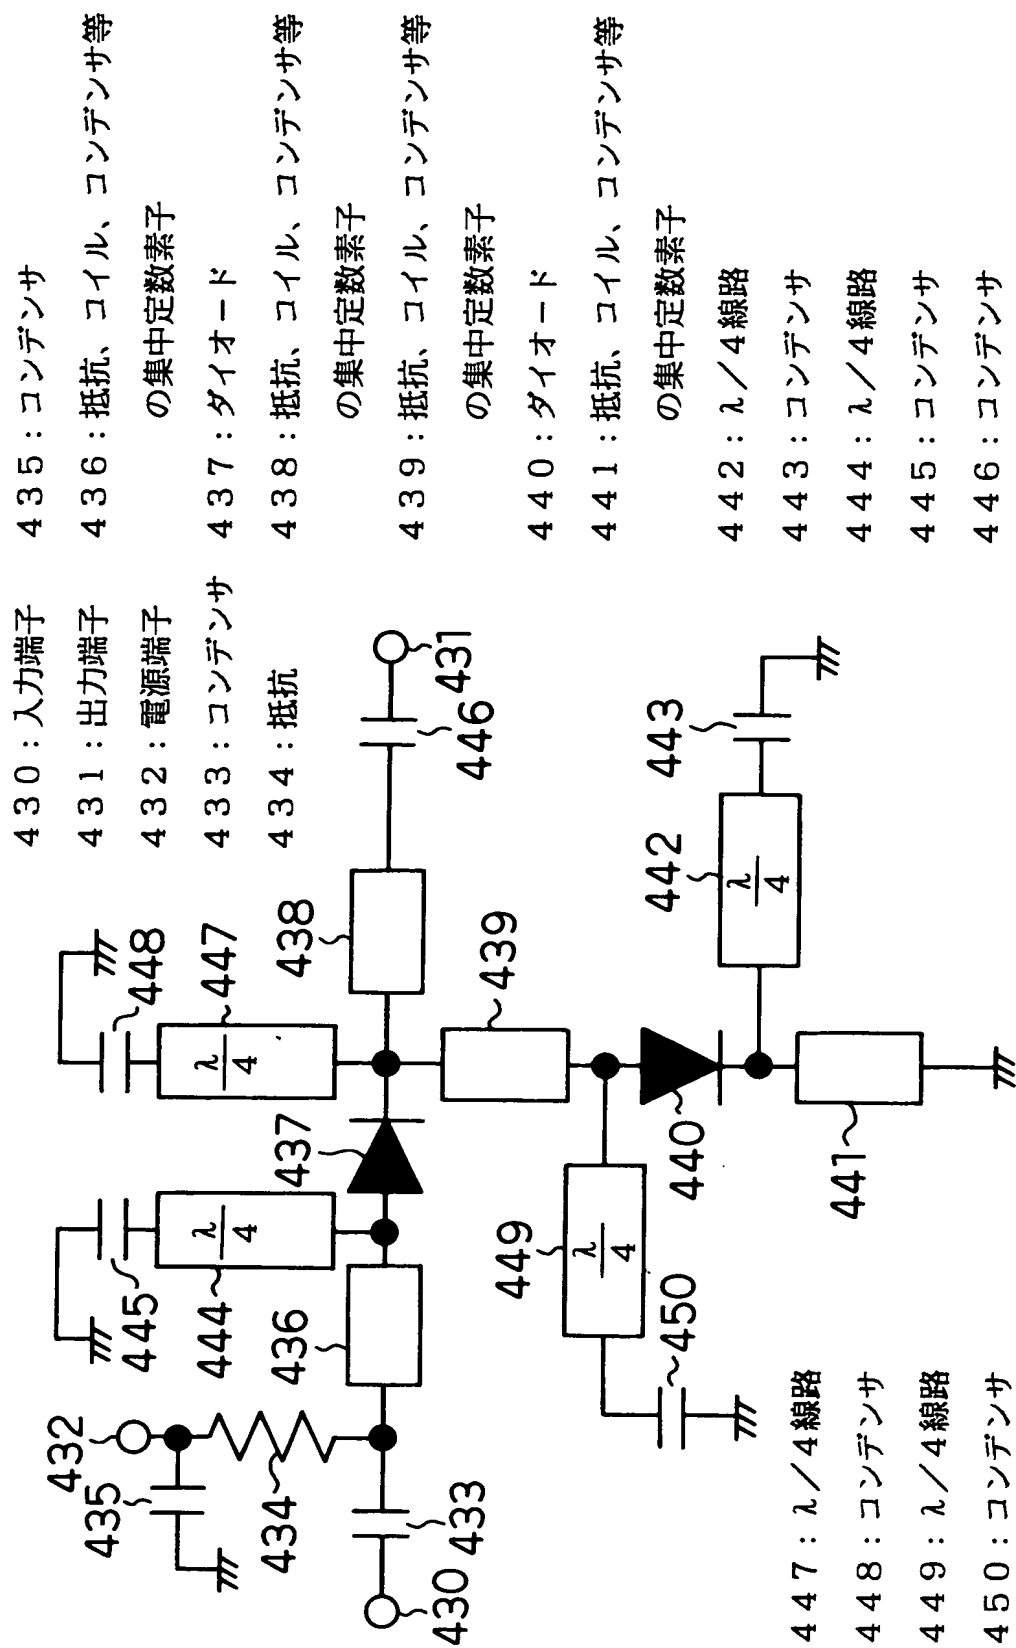 430：入力端子
431：出力端子
432：電源端子
433：コンデンサ
434：抵抗
435：コンデンサ
436：抵抗、コイル、コンデンサ等
の集中定数素子
437：ダイオード
438：抵抗、コイル、コンデンサ等
の集中定数素子
439：抵抗、コイル、コンデンサ等
の集中定数素子
440：ダイオード
441：抵抗、コイル、コンデンサ等
の集中定数素子
442：λ／4線路
443：コンデンサ
444：λ／4線路
445：コンデンサ
446：コンデンサ
447：λ／4線路
448：コンデンサ
449：λ／4線路
450：コンデンサ
432
435
434
433
430
445
444
λ/4
436
437
448
447
λ/4
438
446
431
439
449
λ/4
450
440
441
442
λ/4
443